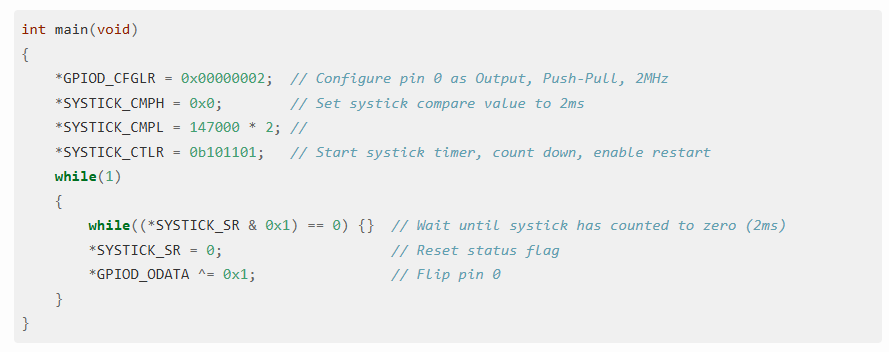 int main(void)
{
    *GPIOD_CFGLR = 0x00000002;  // Configure pin 0 as Output, Push-Pull, 2MHz
    *SYSTICK_CMPH = 0x0;        // Set systick compare value to 2ms
    *SYSTICK_CMPL = 147000 * 2; //
    *SYSTICK_CTLR = 0b101101;   // Start systick timer, count down, enable restart
    while(1)
    {
        while((*SYSTICK_SR & 0x1) == 0) {}  // Wait until systick has counted to zero (2ms)
        *SYSTICK_SR = 0;                    // Reset status flag
        *GPIOD_ODATA ^= 0x1;                // Flip pin 0
    }
}